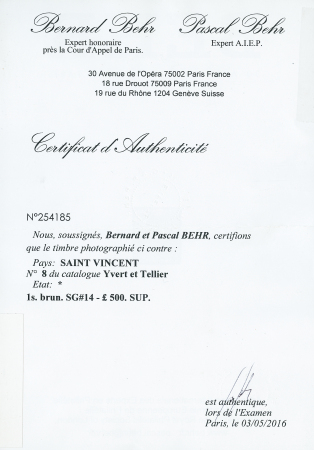 Bernard Behr Pascal Behr
Expert honoraire Expert A.I.E.P.
près la Cour d'Appel de Paris.
30 Avenue de l'Opéra 75002 Paris France
18 rue Drouot 75009 Paris France
19 rue du Rhône 1204 Genève Suisse
Certificat d'Authenticité
N°254185
Nous, soussignés, Bernard et Pascal BEHR, certifions
que le timbre photographié ci contre :
Pays: SAINT VINCENT
N° 8 du catalogue Yvert et Tellier
Etat: *
1s. brun. SG#14 - £ 500. SUP.
est authentique,
lors de l'Examen
Paris, le 03/05/2016